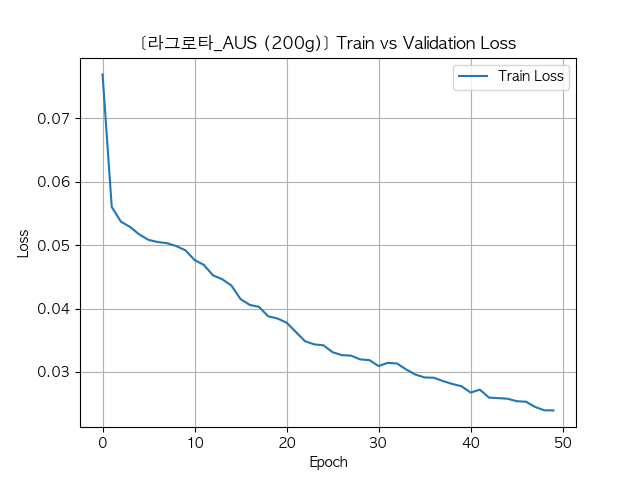 〔라그로타_AUS (200g)〕 Train vs Validation Loss
Train Loss
Loss
0.07
0.06
0.05
0.04
0.03
0 10 20 30 40 50
Epoch